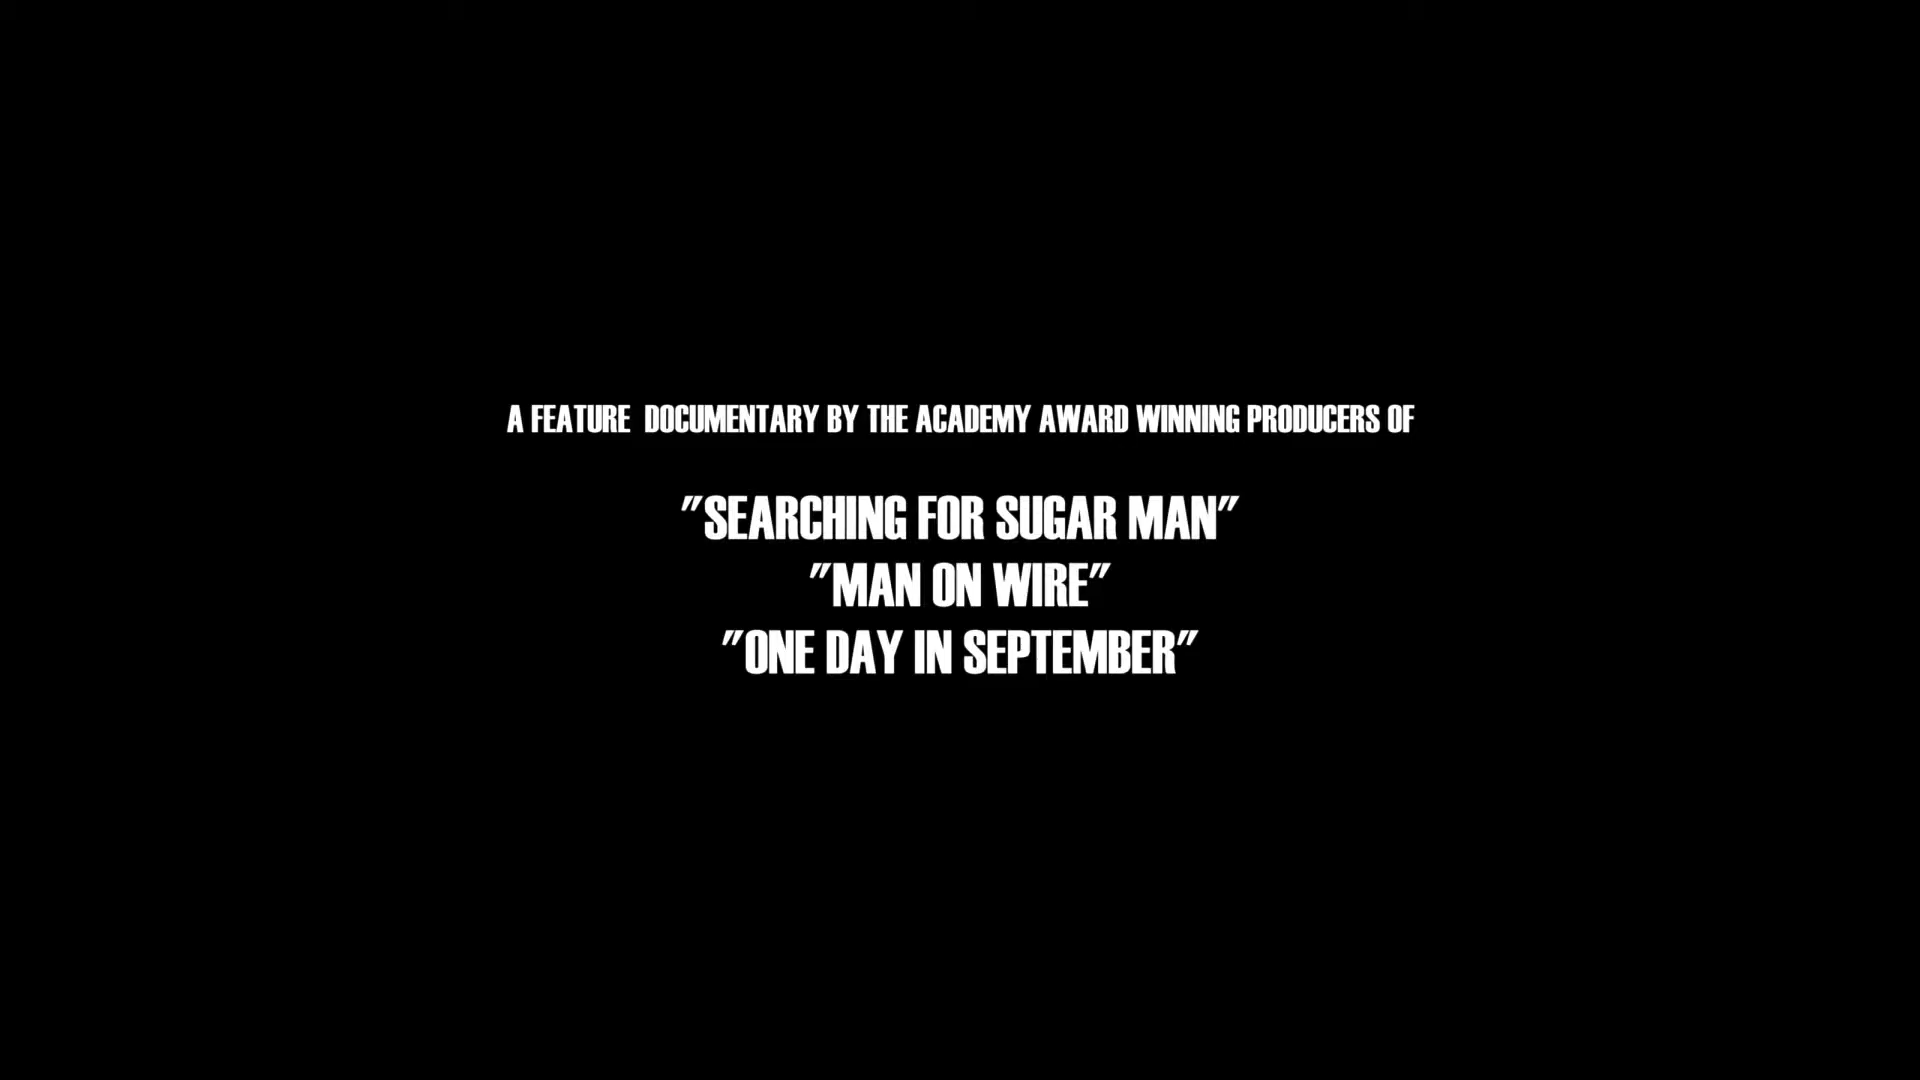 A FEATURE  DOCUMENTARY BY THE ACADEMY AWARD WINNING PRODUCERS OF
"SEARCHING FOR SUGAR MAN"
"MAN ON WIRE"
"ONE DAY IN SEPTEMBER"